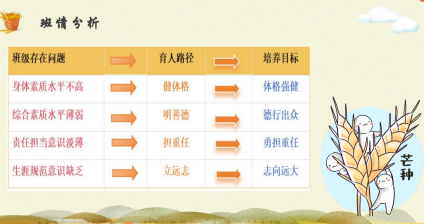 班情分析
班级存在问题 育人路径 培养目标
身体素质水平不高 健体格 体格强健
综合素质水平薄弱 明善德 德行出众
责任担当意识淡薄 担重任 勇担重任
生涯规范意识缺乏 立远志 志向远大
芒种